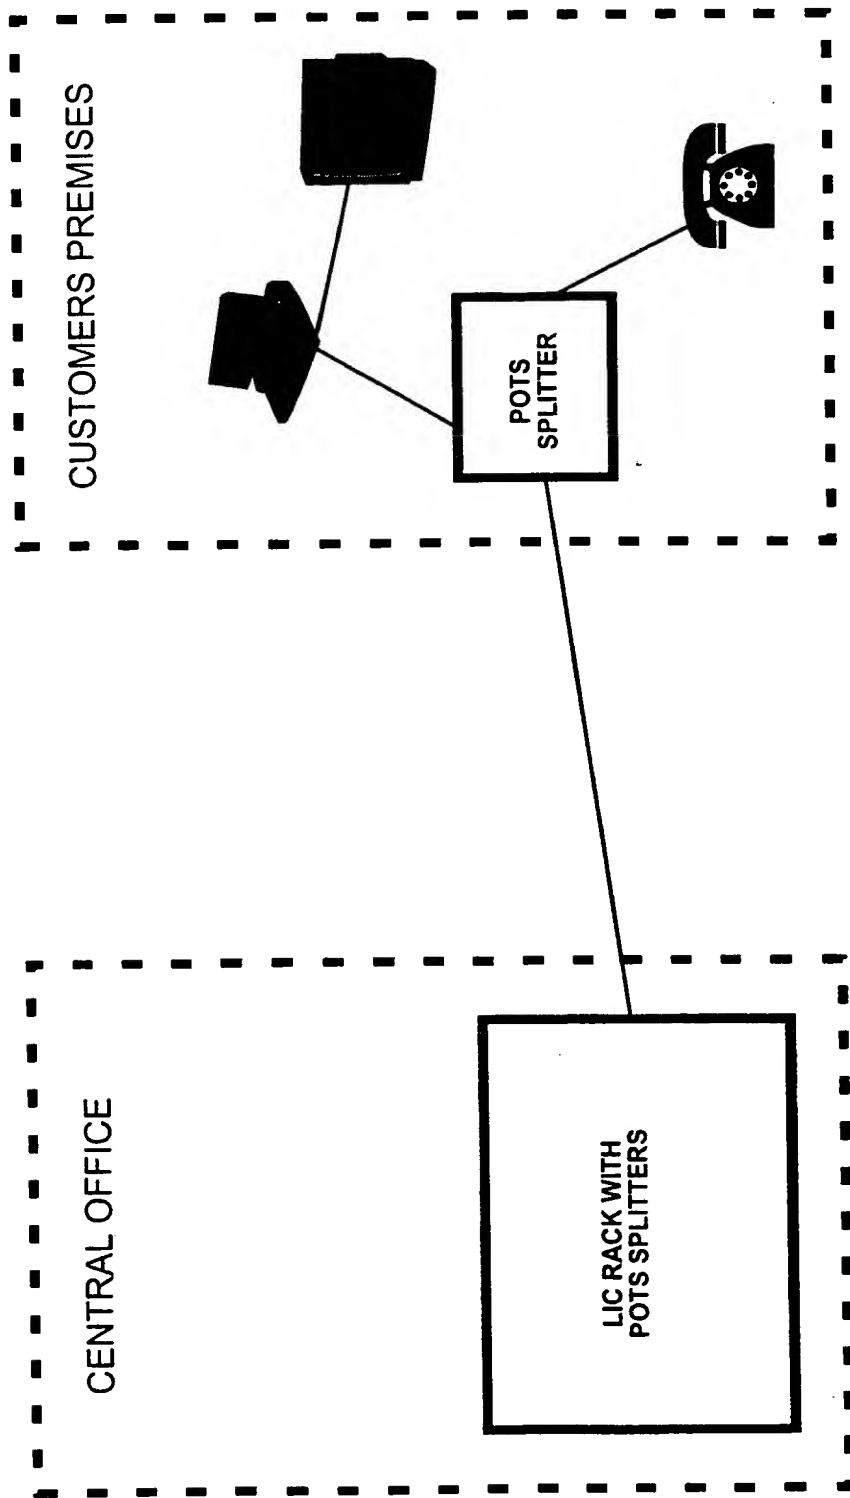 CENTRAL OFFICE
LIC RACK WITH
POTS SPLITTERS
CUSTOMERS PREMISES
POTS
SPLITTER